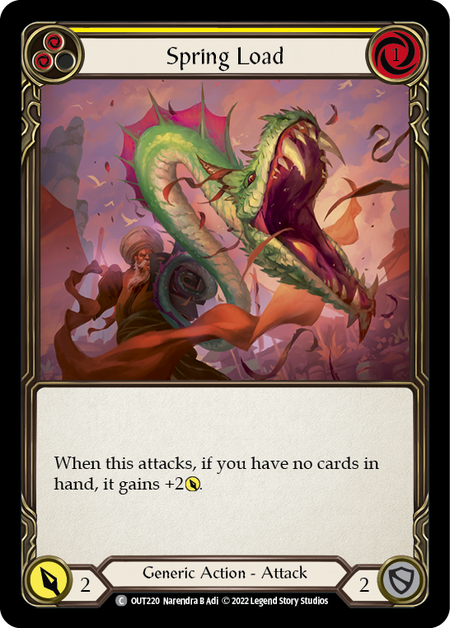 Spring Load
1
When this attacks, if you have no cards in
hand, it gains +2.
2
Generic Action - Attack
2
C OUT220 Narendra B Adi © 2022 Legend Story Studios